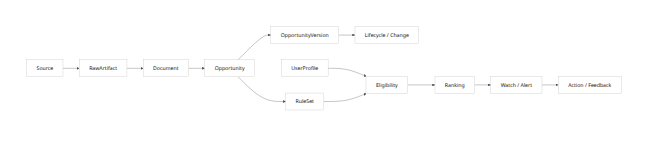 OpportunityVersion
Lifecycle / Change
Source
RawArtifact
Document
Opportunity
UserProfile
Eligibility
Ranking
Watch / Alert
Action / Feedback
RuleSet